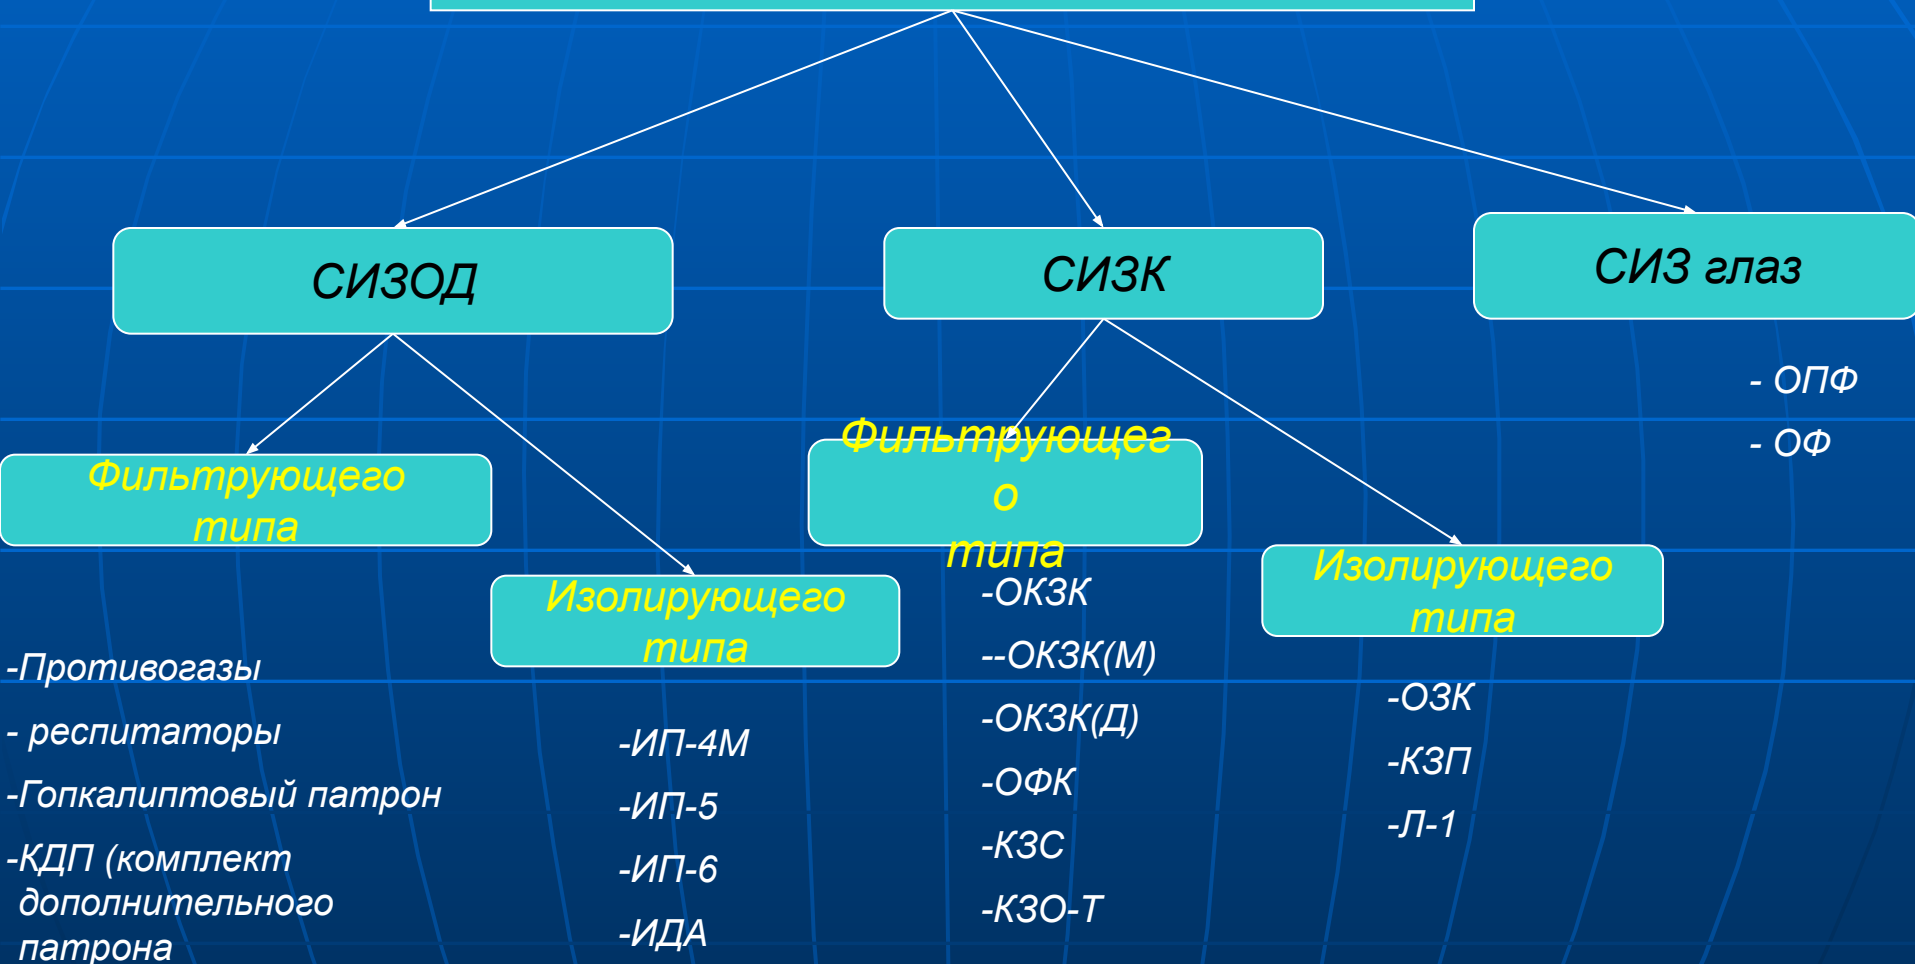 СИЗОД
СИЗК
СИЗ глаз
- ОПФ
- ОФ
Фильтрующего
типа
Изолирующего
типа
Фильтрующег
о
типа
Изолирующего
типа
-Противогазы
- респитаторы
-Гопкалиптовый патрон
-КДП (комплект
дополнительного
патрона
-ИП-4М
-ИП-5
-ИП-6
-ИДА
-ОКЗК
--ОКЗК(М)
-ОКЗК(Д)
-ОФК
-КЗС
-КЗО-Т
-ОЗК
-КЗП
-Л-1